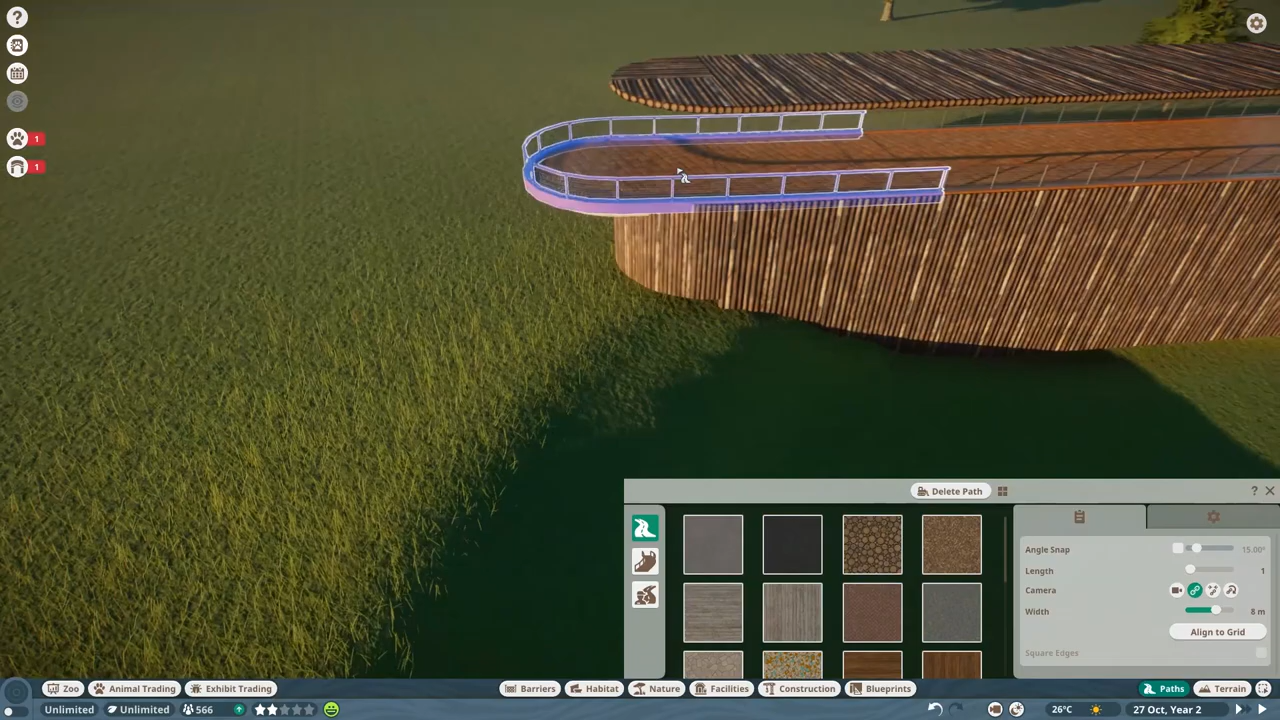 ?
1
1
Delete Path
?
Angle Snap 15.00°
Length 1
Camera
Width 8 m
Align to Grid
Square Edges
Zoo Animal Trading Exhibit Trading Barriers Habitat Nature Facilities Construction Blueprints Paths Terrain
Unlimited Unlimited 566 26°C 27 Oct, Year 2